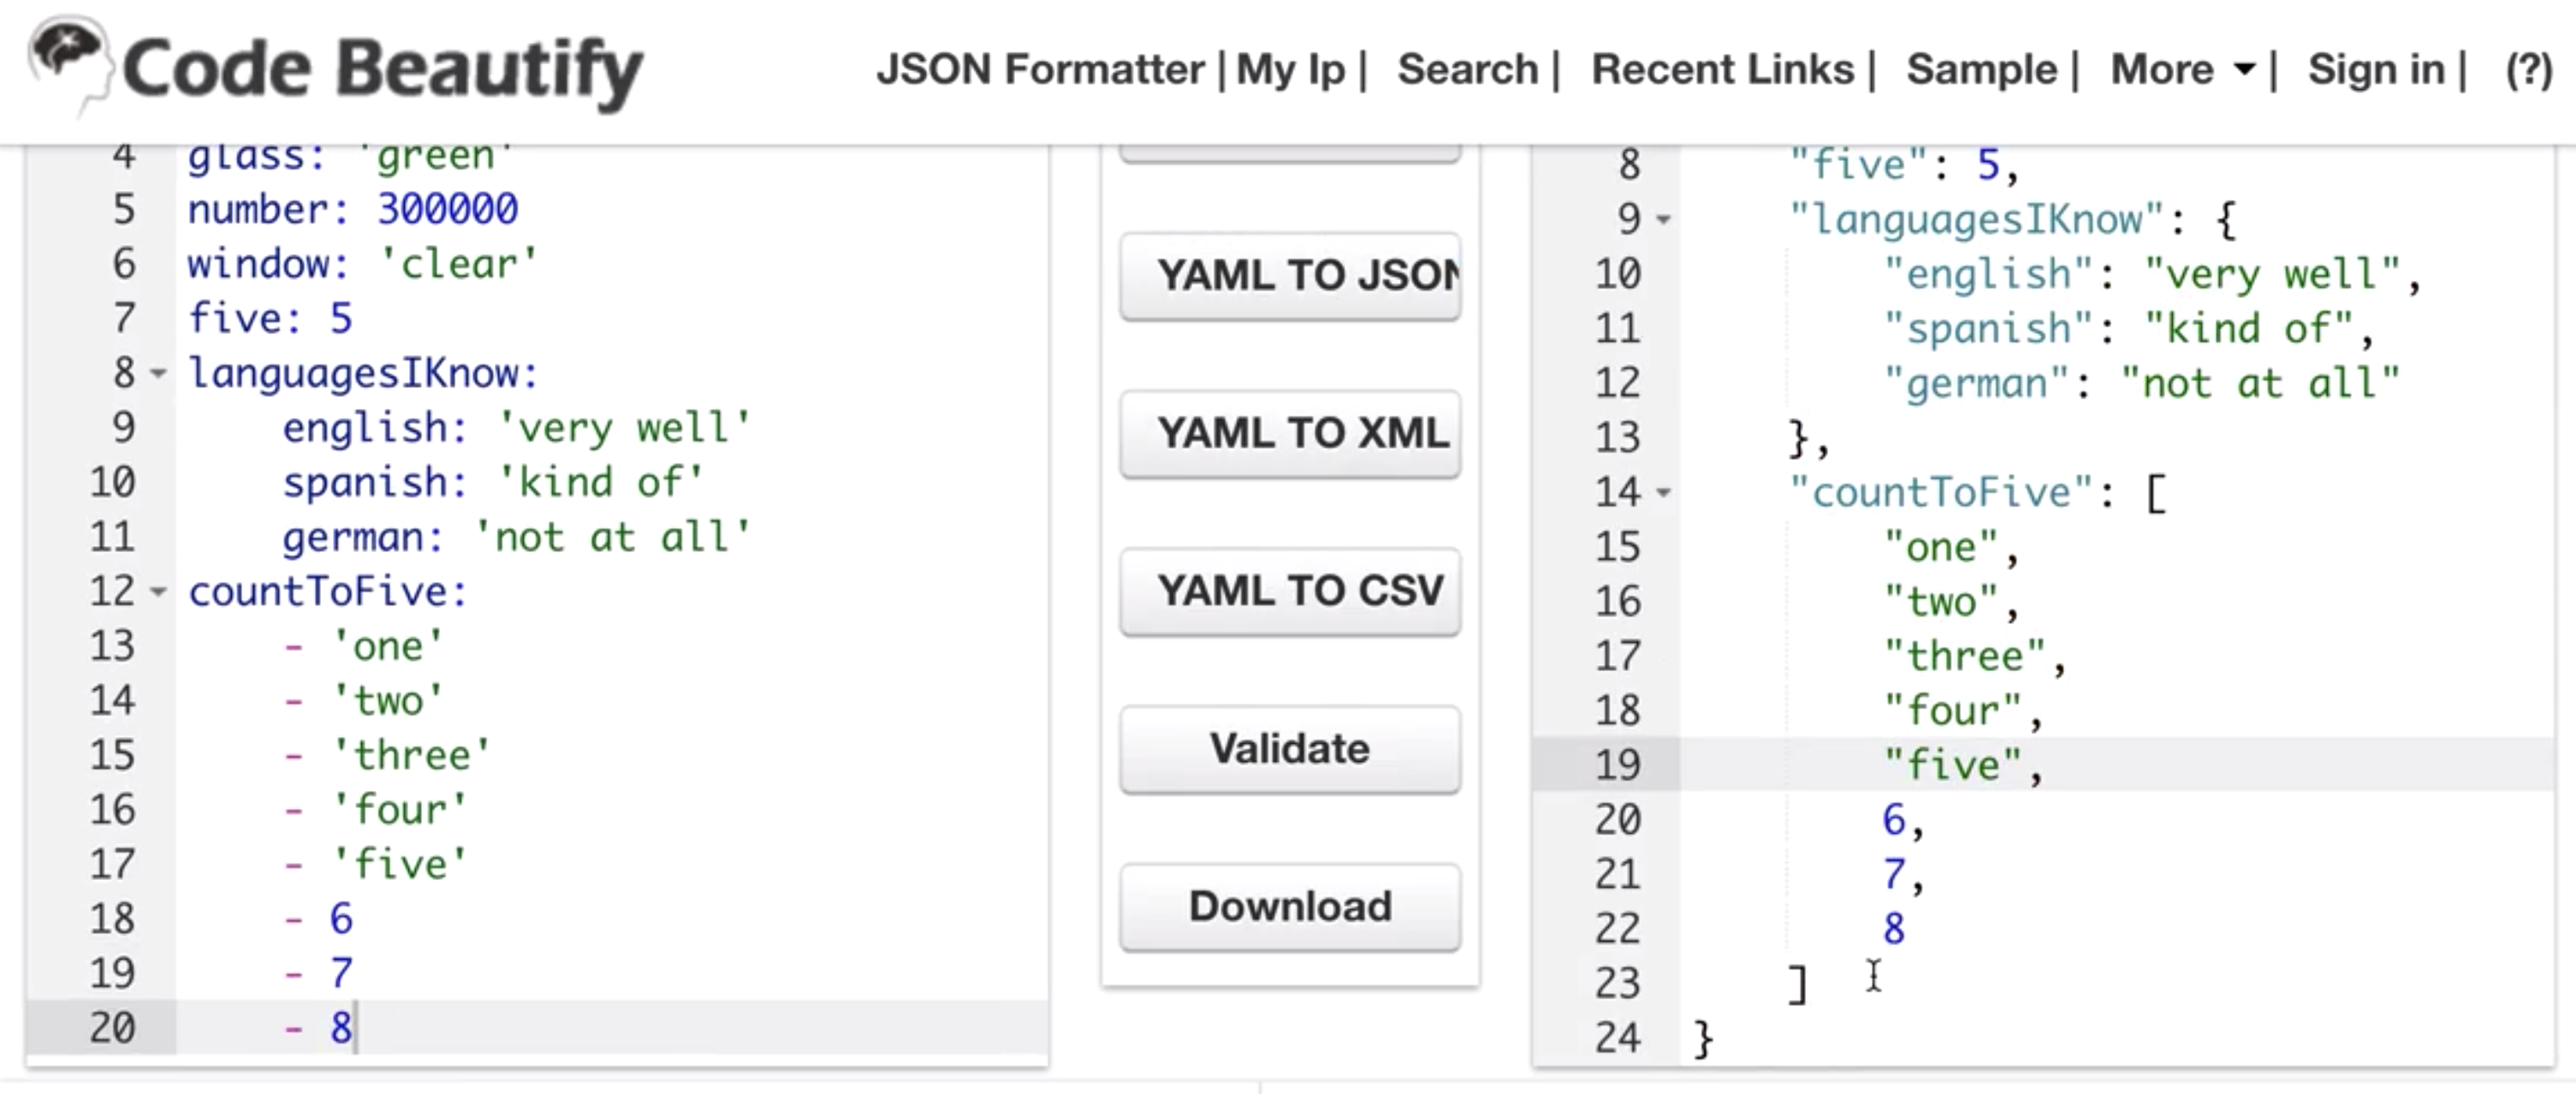 Code Beautify
JSON Formatter | My Ip | Search | Recent Links | Sample | More | Sign in | (?)
4 glass: 'green'
5 number: 300000
6 window: 'clear'
7 five: 5
8 languagesIKnow:
9 english: 'very well'
10 spanish: 'kind of'
11 german: 'not at all'
12 countToFive:
13 - 'one'
14 - 'two'
15 - 'three'
16 - 'four'
17 - 'five'
18 - 6
19 - 7
20 - 8
YAML TO JSON
YAML TO XML
YAML TO CSV
Validate
Download
8 "five": 5,
9 "languagesIKnow": {
10 "english": "very well",
11 "spanish": "kind of",
12 "german": "not at all"
13 },
14 "countToFive": [
15 "one",
16 "two",
17 "three",
18 "four",
19 "five",
20 6,
21 7,
22 8
23 ]
24 }